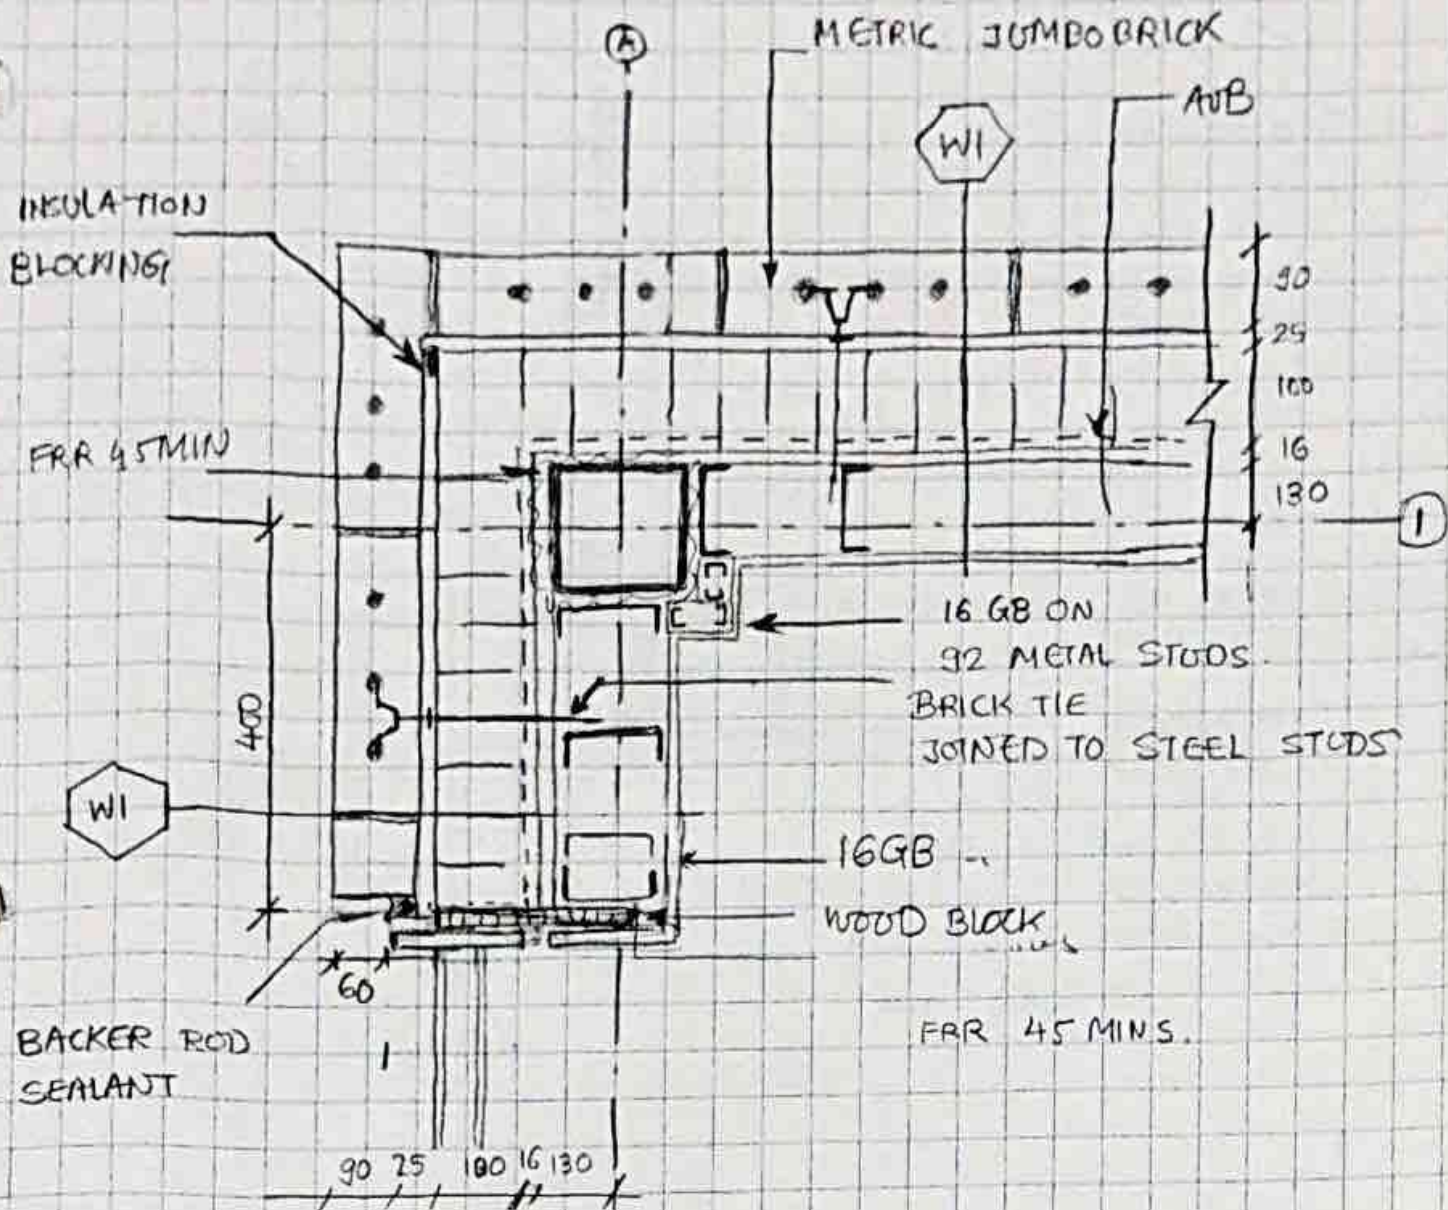 A
METRIC JUMBO BRICK
AVB
W1
INSULATION
BLOCKING
90
25
100
FRR 45MIN
16
130
1
16 GB ON
92 METAL STUDS
BRICK TIE
JOINED TO STEEL STUDS
400
W1
16GB
WOOD BLOCK
60
BACKER ROD
SEALANT
FRR 45 MINS.
90 25 100 16 130